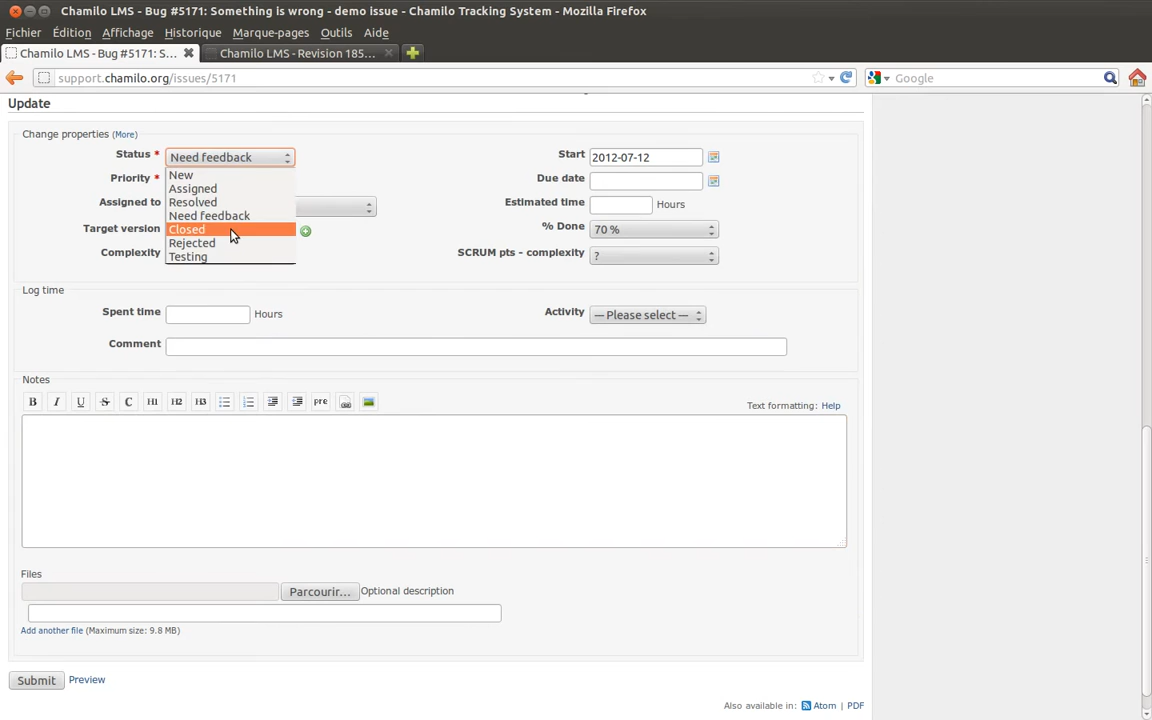 Chamilo LMS - Bug #5171: Something is wrong - demo issue - Chamilo Tracking System - Mozilla Firefox
Fichier Édition Affichage Historique Marque-pages Outils Aide
Chamilo LMS - Bug #5171: S... Chamilo LMS - Revision 185...
support.chamilo.org/issues/5171 Google
Update
Change properties (More)
Status * Need feedback Start 2012-07-12
New
Assigned
Resolved
Need feedback
Closed
Rejected
Testing
Priority * Due date
Assigned to Estimated time Hours
Target version % Done 70 %
Complexity SCRUM pts - complexity ?
Log time
Spent time Hours Activity --- Please select ---
Comment
Notes
B I U S C H1 H2 H3 pre
Text formatting: Help
Files
Parcourir... Optional description
Add another file (Maximum size: 9.8 MB)
Submit Preview
Also available in: Atom | PDF